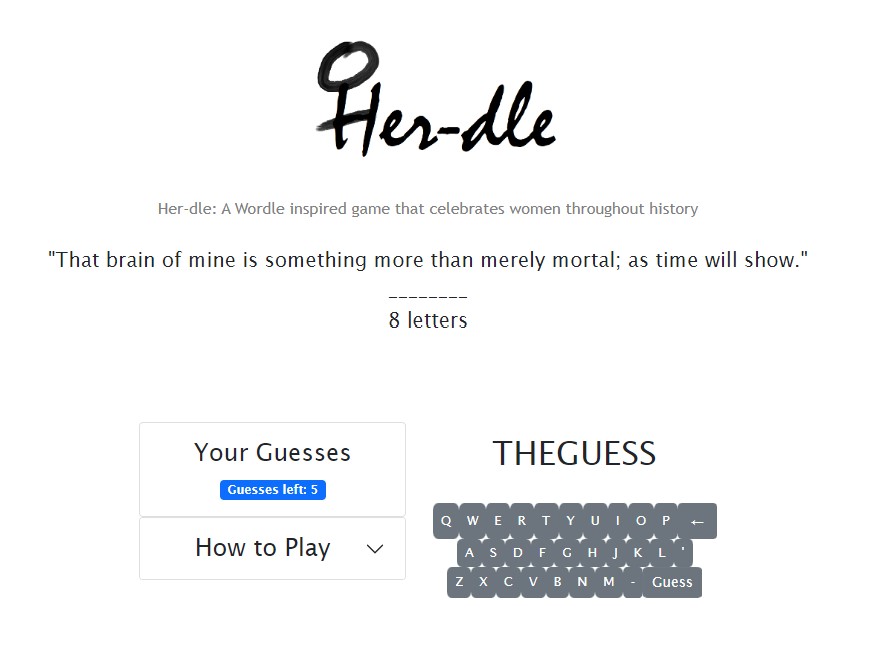 Her-dle
Her-dle: A Wordle inspired game that celebrates women throughout history
"That brain of mine is something more than merely mortal; as time will show."
________
8 letters
Your Guesses
Guesses left: 5
How to Play
THEGUESS
Q W E R T Y U I O P ←
A S D F G H J K L '
Z X C V B N M - Guess